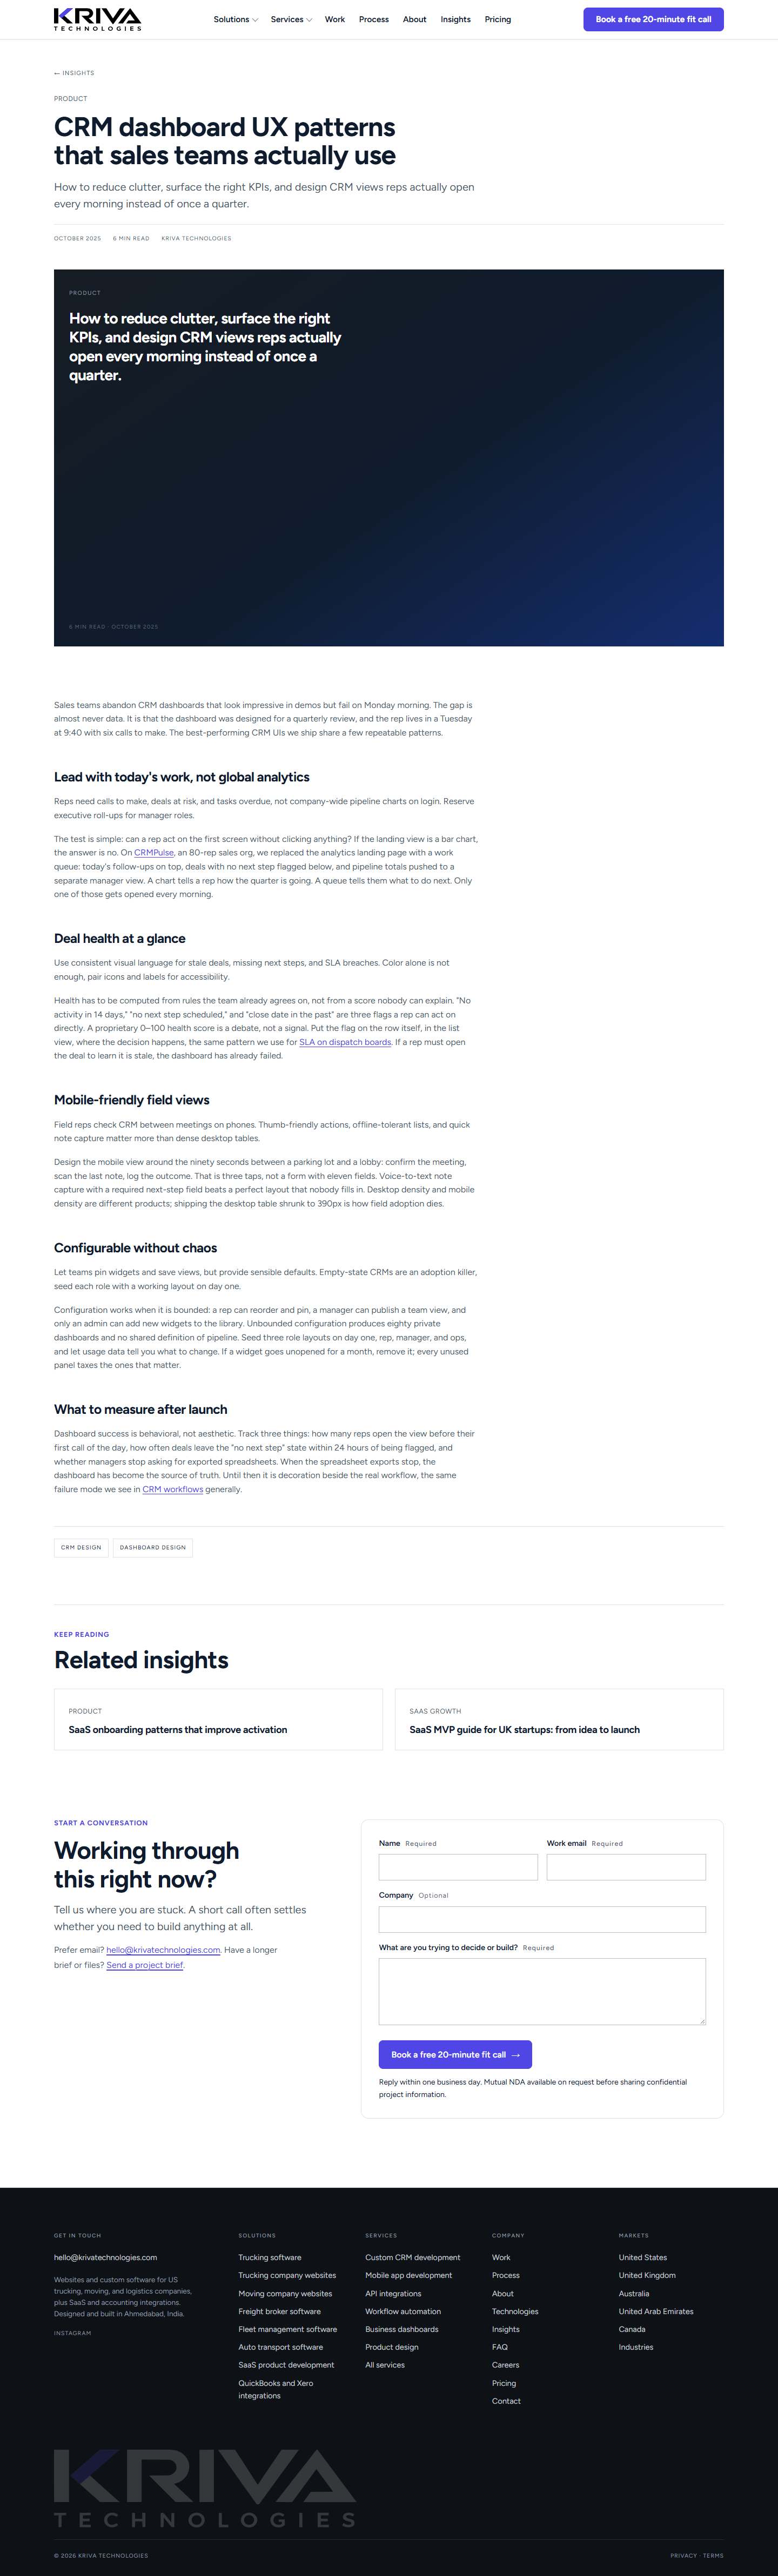 KRIVA
TECHNOLOGIES
Solutions Services Work Process About Insights Pricing
Book a free 20-minute fit call
← INSIGHTS
PRODUCT
CRM dashboard UX patterns
that sales teams actually use
How to reduce clutter, surface the right KPIs, and design CRM views reps actually open
every morning instead of once a quarter.
OCTOBER 2025 6 MIN READ KRIVA TECHNOLOGIES
PRODUCT
How to reduce clutter, surface the right
KPIs, and design CRM views reps actually
open every morning instead of once a
quarter.
6 MIN READ · OCTOBER 2025
Sales teams abandon CRM dashboards that look impressive in demos but fail on Monday morning. The gap is
almost never data. It is that the dashboard was designed for a quarterly review, and the rep lives in a Tuesday
at 9:40 with six calls to make. The best-performing CRM UIs we ship share a few repeatable patterns.
Lead with today's work, not global analytics
Reps need calls to make, deals at risk, and tasks overdue, not company-wide pipeline charts on login. Reserve
executive roll-ups for manager roles.
The test is simple: can a rep act on the first screen without clicking anything? If the landing view is a bar chart,
the answer is no. On CRMPulse, an 80-rep sales org, we replaced the analytics landing page with a work
queue: today's follow-ups on top, deals with no next step flagged below, and pipeline totals pushed to a
separate manager view. A chart tells a rep how the quarter is going. A queue tells them what to do next. Only
one of those gets opened every morning.
Deal health at a glance
Use consistent visual language for stale deals, missing next steps, and SLA breaches. Color alone is not
enough, pair icons and labels for accessibility.
Health has to be computed from rules the team already agrees on, not from a score nobody can explain. "No
activity in 14 days," "no next step scheduled," and "close date in the past" are three flags a rep can act on
directly. A proprietary 0–100 health score is a debate, not a signal. Put the flag on the row itself, in the list
view, where the decision happens, the same pattern we use for SLA on dispatch boards. If a rep must open
the deal to learn it is stale, the dashboard has already failed.
Mobile-friendly field views
Field reps check CRM between meetings on phones. Thumb-friendly actions, offline-tolerant lists, and quick
note capture matter more than dense desktop tables.
Design the mobile view around the ninety seconds between a parking lot and a lobby: confirm the meeting,
scan the last note, log the outcome. That is three taps, not a form with eleven fields. Voice-to-text note
capture with a required next-step field beats a perfect layout that nobody fills in. Desktop density and mobile
density are different products; shipping the desktop table shrunk to 390px is how field adoption dies.
Configurable without chaos
Let teams pin widgets and save views, but provide sensible defaults. Empty-state CRMs are an adoption killer,
seed each role with a working layout on day one.
Configuration works when it is bounded: a rep can reorder and pin, a manager can publish a team view, and
only an admin can add new widgets to the library. Unbounded configuration produces eighty private
dashboards and no shared definition of pipeline. Seed three role layouts on day one, rep, manager, and ops,
and let usage data tell you what to change. If a widget goes unopened for a month, remove it; every unused
panel taxes the ones that matter.
What to measure after launch
Dashboard success is behavioral, not aesthetic. Track three things: how many reps open the view before their
first call of the day, how often deals leave the "no next step" state within 24 hours of being flagged, and
whether managers stop asking for exported spreadsheets. When the spreadsheet exports stop, the
dashboard has become the source of truth. Until then it is decoration beside the real workflow, the same
failure mode we see in CRM workflows generally.
CRM DESIGN DASHBOARD DESIGN
KEEP READING
Related insights
PRODUCT
SaaS onboarding patterns that improve activation
SAAS GROWTH
SaaS MVP guide for UK startups: from idea to launch
START A CONVERSATION
Working through
this right now?
Tell us where you are stuck. A short call often settles
whether you need to build anything at all.
Prefer email? hello@krivatechnologies.com. Have a longer
brief or files? Send a project brief.
Name Required
Work email Required
Company Optional
What are you trying to decide or build? Required
Book a free 20-minute fit call →
Reply within one business day. Mutual NDA available on request before sharing confidential
project information.
GET IN TOUCH
hello@krivatechnologies.com
Websites and custom software for US
trucking, moving, and logistics companies,
plus SaaS and accounting integrations.
Designed and built in Ahmedabad, India.
INSTAGRAM
SOLUTIONS
Trucking software
Trucking company websites
Moving company websites
Freight broker software
Fleet management software
Auto transport software
SaaS product development
QuickBooks and Xero
integrations
SERVICES
Custom CRM development
Mobile app development
API integrations
Workflow automation
Business dashboards
Product design
All services
COMPANY
Work
Process
About
Technologies
Insights
FAQ
Careers
Pricing
Contact
MARKETS
United States
United Kingdom
Australia
United Arab Emirates
Canada
Industries
KRIVA
TECHNOLOGIES
© 2026 KRIVA TECHNOLOGIES
PRIVACY · TERMS